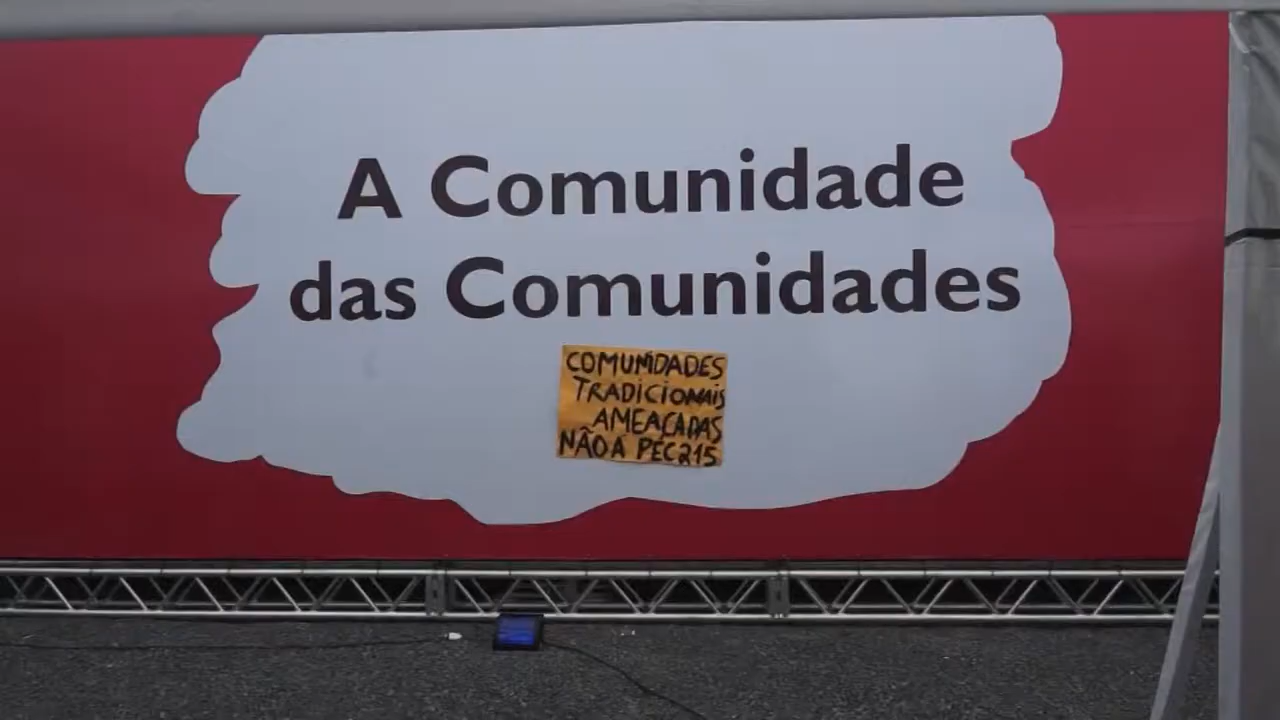 A Comunidade
das Comunidades
COMUNIDADES
TRADICIONAIS
AMEAÇADAS
NÃO A PEC215